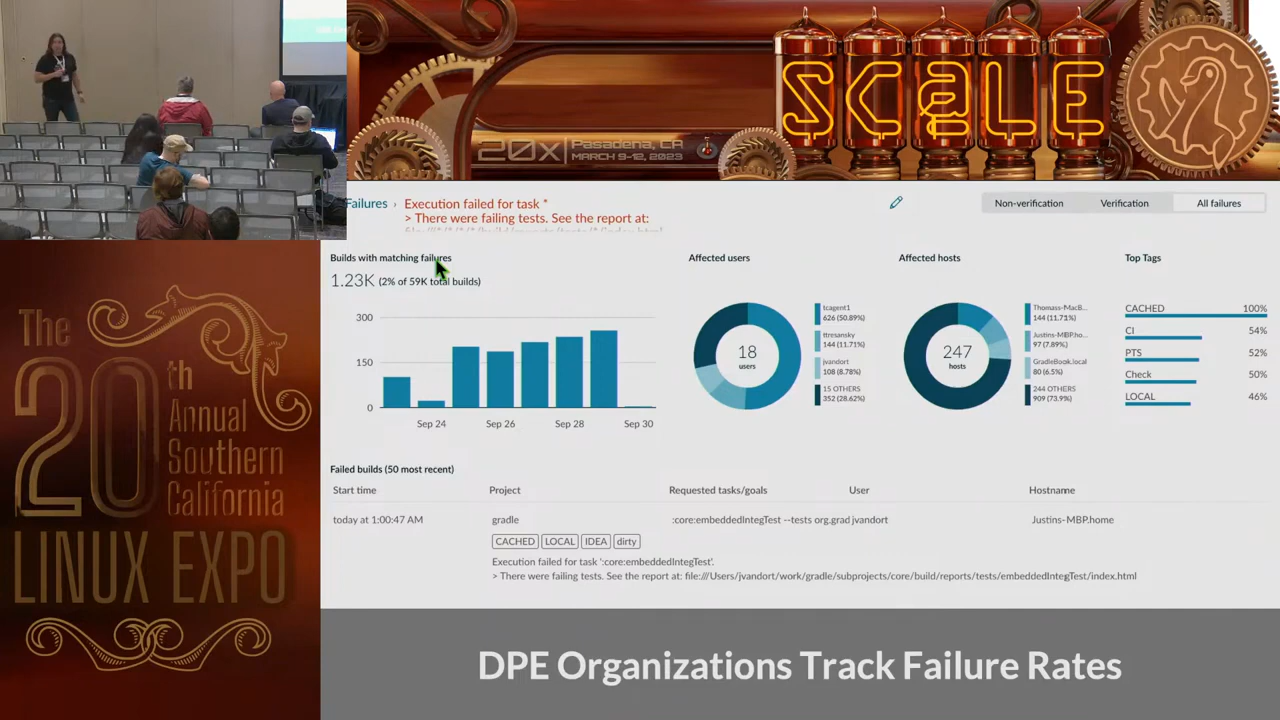 SCaLE
20x Pasadena, CA
MARCH 9-12, 2023
Failures › Execution failed for task *
> There were failing tests. See the report at:
Non-verification Verification All failures
Builds with matching failures
1.23K (2% of 59K total builds)
300
150
0
Sep 24 Sep 26 Sep 28 Sep 30
Affected users
18
users
tcagent1
626 (50.89%)
ttresansky
144 (11.71%)
jvandort
108 (8.78%)
15 OTHERS
352 (28.62%)
Affected hosts
247
hosts
Thomass-MacB...
144 (11.71%)
Justins-MBP.ho...
97 (7.89%)
GradleBook.local
80 (6.5%)
244 OTHERS
909 (73.9%)
Top Tags
CACHED 100%
CI 54%
PTS 52%
Check 50%
LOCAL 46%
Failed builds (50 most recent)
Start time Project Requested tasks/goals User Hostname
today at 1:00:47 AM gradle :core:embeddedIntegTest --tests org.grad jvandort Justins-MBP.home
CACHED LOCAL IDEA dirty
Execution failed for task ':core:embeddedIntegTest'.
> There were failing tests. See the report at: file:///Users/jvandort/work/gradle/subprojects/core/build/reports/tests/embeddedIntegTest/index.html
DPE Organizations Track Failure Rates
The
20th
Annual
Southern
California
LINUX EXPO